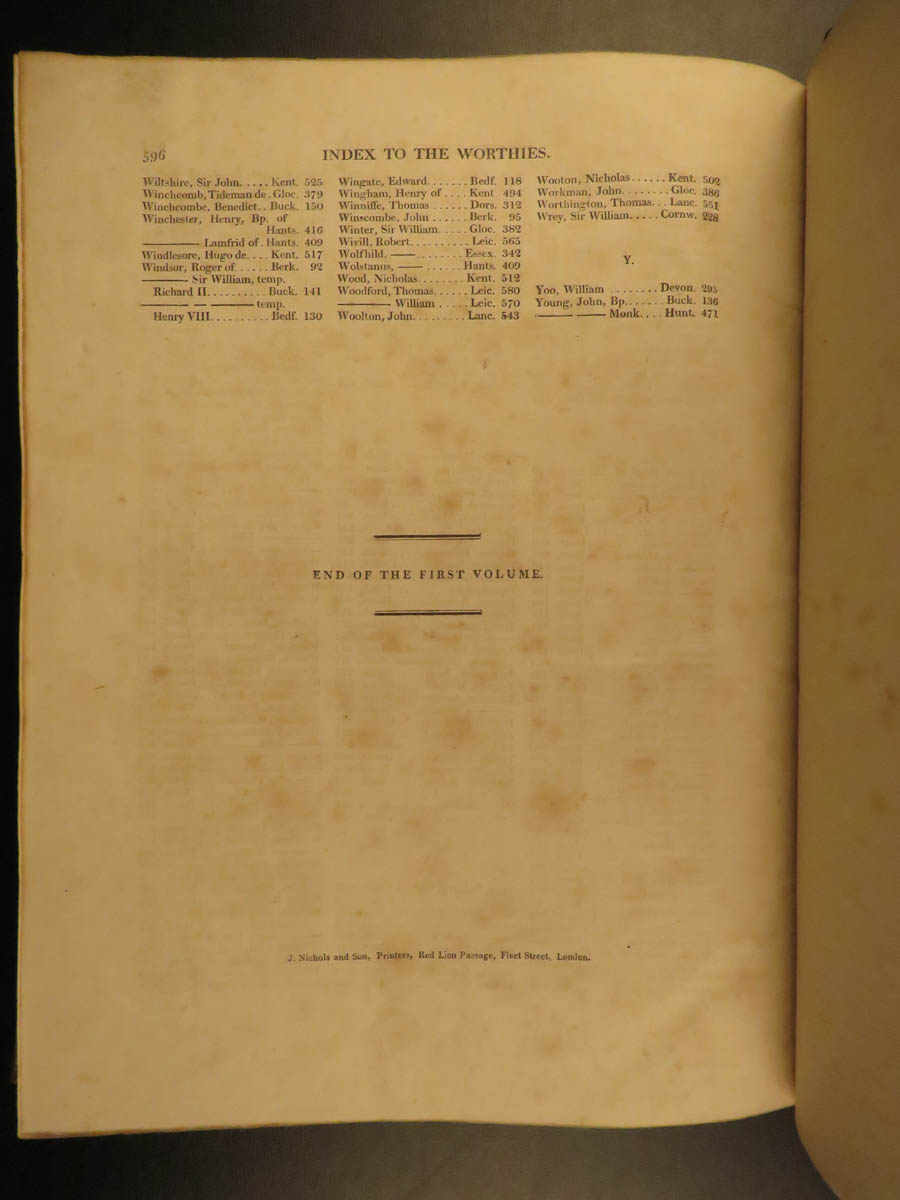 596
INDEX TO THE WORTHIES.
Wiltshire, Sir John. .... Kent. 525
Winchcomb, Tideman de. Gloc. 379
Winchcombe, Benedict.. Buck. 150
Winchester, Henry, Bp. of
Hants. 416
——— Lamfrid of. Hants. 409
Windlesore, Hugo de.... Kent. 517
Windsor, Roger of ...... Berk. 92
——— Sir William, temp.
Richard II.......... Buck. 141
——— — ——— temp.
Henry VIII.......... Bedf. 130
Wingate, Edward....... Bedf. 118
Wingham, Henry of .... Kent 494
Winniffe, Thomas ...... Dors. 312
Winscombe, John ...... Berk. 95
Winter, Sir William..... Gloc. 382
Wivill, Robert.......... Leic. 565
Wolfhild, —— ........ Essex. 342
Wolstanus, —— ...... Hants. 409
Wood, Nicholas........ Kent. 512
Woodford, Thomas...... Leic. 580
——— William ..... Leic. 570
Woolton, John......... Lanc. 543
Wooton, Nicholas...... Kent. 502
Workman, John........ Gloc. 386
Worthington, Thomas... Lanc. 551
Wrey, Sir William..... Cornw. 228
Y.
Yoo, William ........ Devon. 295
Young, John, Bp....... Buck. 136
—— —— Monk.... Hunt. 471
END OF THE FIRST VOLUME.
J. Nichols and Son, Printers, Red Lion Passage, Fleet Street, London.